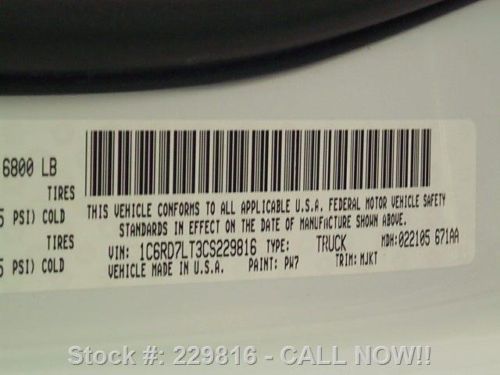 6800 LB
TIRES
PSI) COLD
TIRES
PSI) COLD
THIS VEHICLE CONFORMS TO ALL APPLICABLE U.S.A. FEDERAL MOTOR VEHICLE SAFETY
STANDARDS IN EFFECT ON THE DATE OF MANUFACTURE SHOWN ABOVE.
VIN: 1C6RD7LT3CS229816 TYPE: TRUCK MDH:022105 671AA
VEHICLE MADE IN U.S.A. PAINT: PW7 TRIM: MJKT
Stock #: 229816 - CALL NOW!!